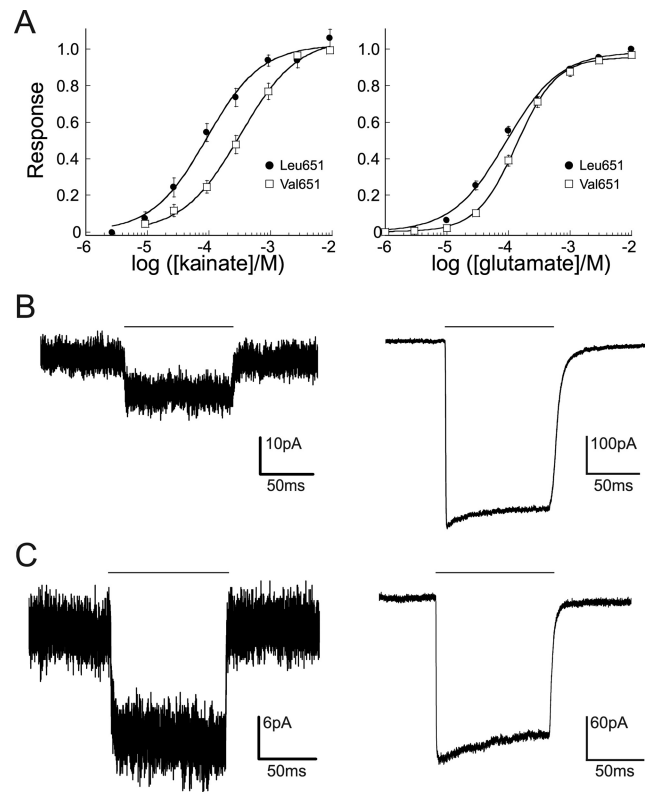 A
Response
1.0
0.8
0.6
0.4
0.2
0
Leu651
Val651
-6 -5 -4 -3 -2
log ([kainate]/M)
1.0
0.8
0.6
0.4
0.2
0
Leu651
Val651
-6 -5 -4 -3 -2
log ([glutamate]/M)
B
10pA
50ms
100pA
50ms
C
6pA
50ms
60pA
50ms